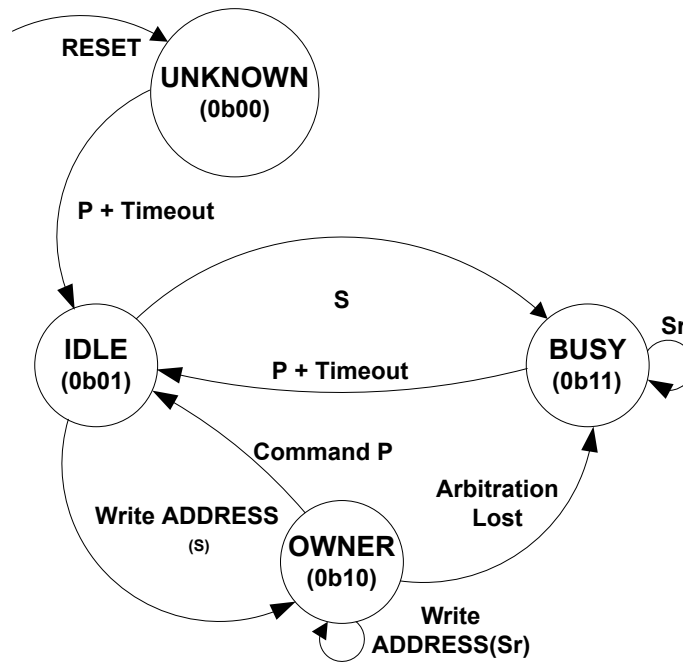 RESET
UNKNOWN
(0b00)
P + Timeout
S
IDLE
(0b01)
BUSY
(0b11)
Sr
P + Timeout
Command P
Write ADDRESS
(S)
Arbitration
Lost
OWNER
(0b10)
Write
ADDRESS(Sr)